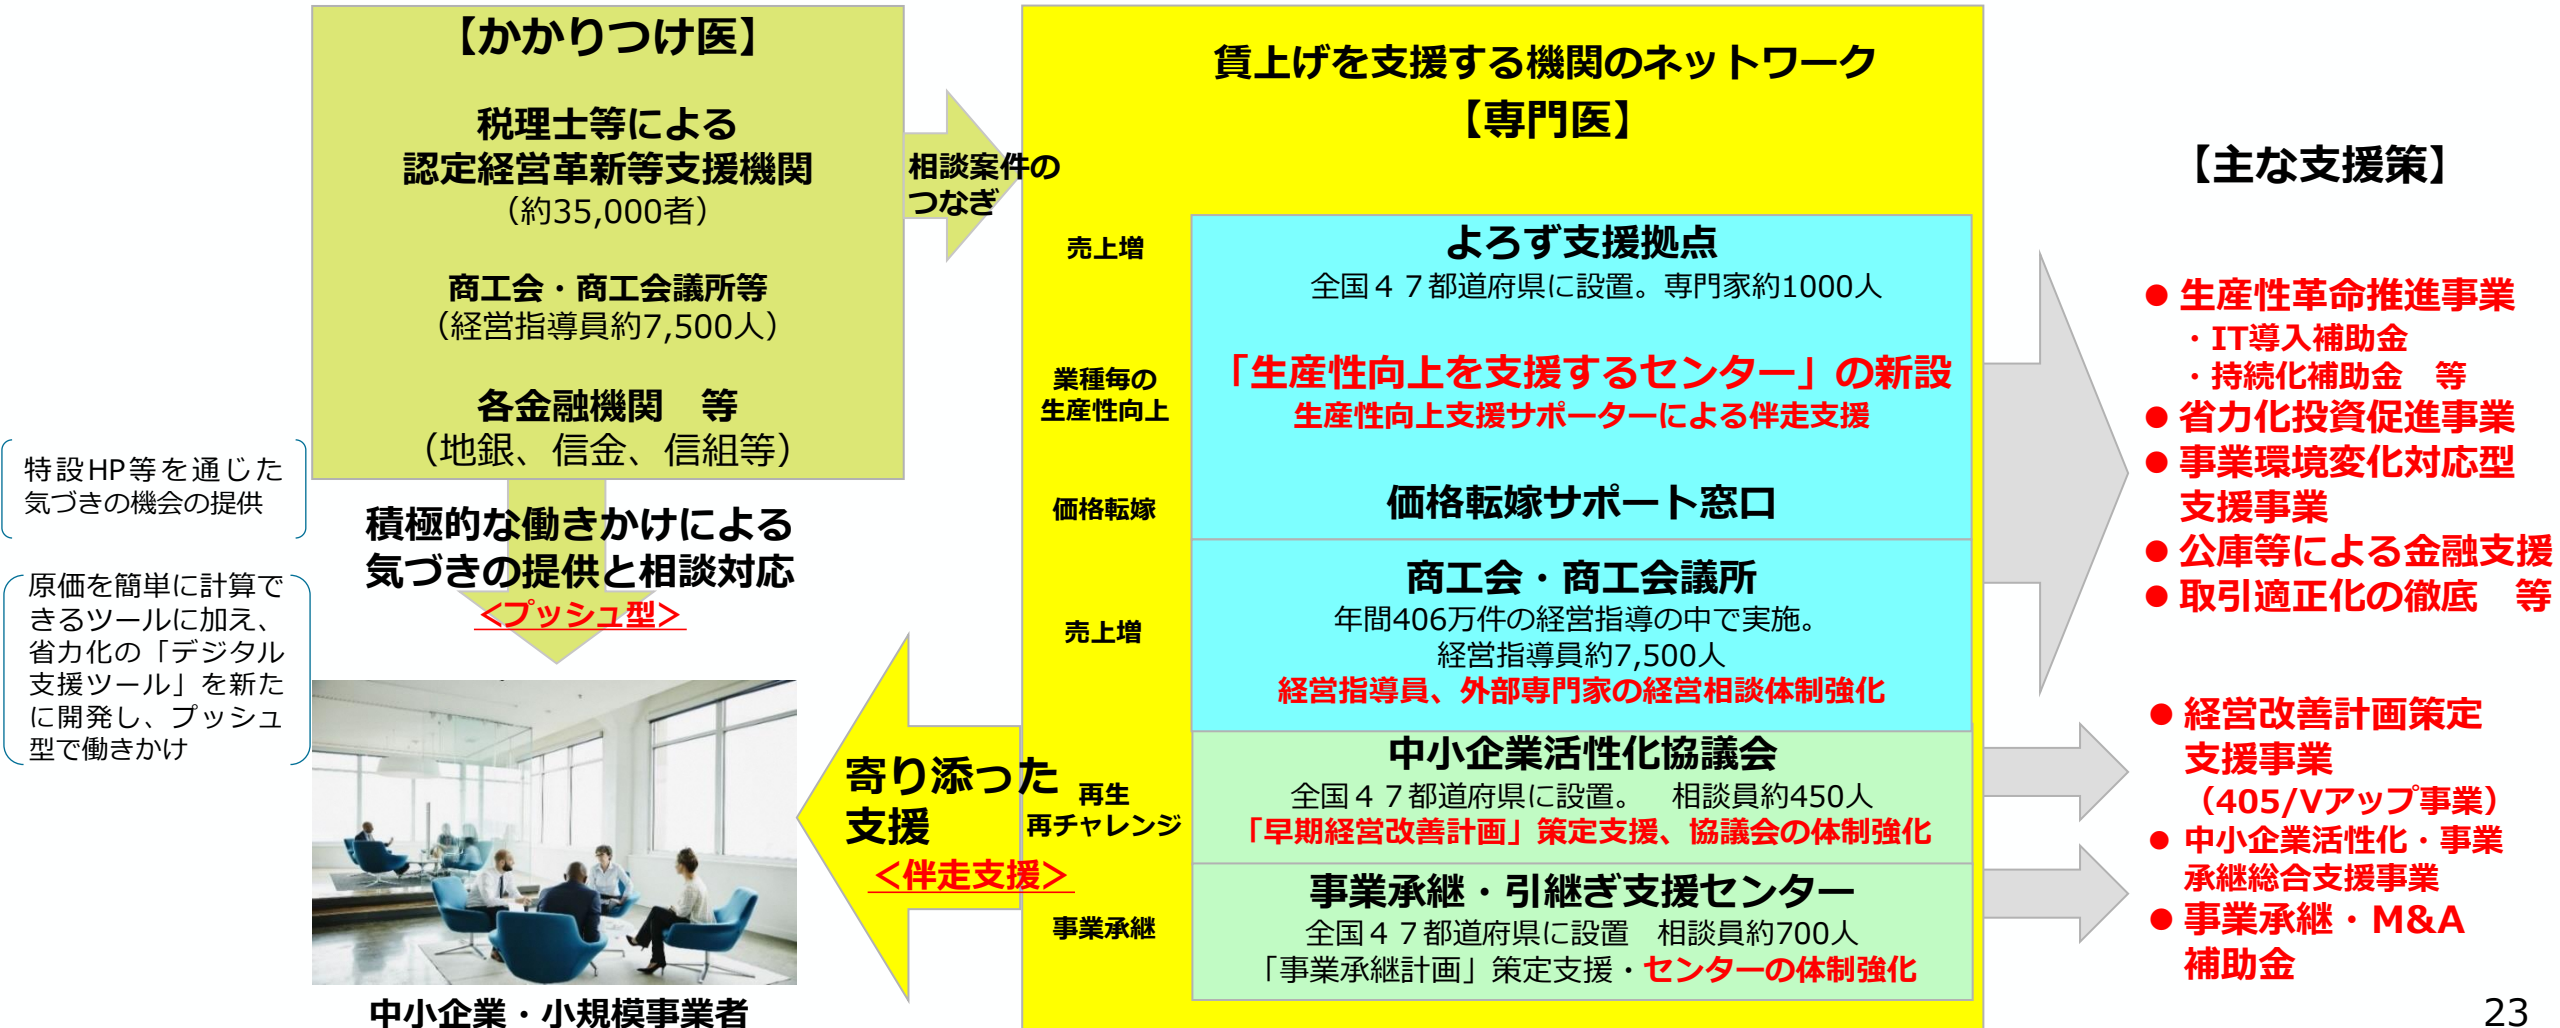 【かかりつけ医】
税理士等による
認定経営革新等支援機関
（約35,000者）
商工会・商工会議所等
（経営指導員約7,500人）
各金融機関　等
（地銀、信金、信組等）
特設HP等を通じた
気づきの機会の提供
原価を簡単に計算で
きるツールに加え、
省力化の「デジタル
支援ツール」を新た
に開発し、プッシュ
型で働きかけ
積極的な働きかけによる
気づきの提供と相談対応
＜プッシュ型＞
中小企業・小規模事業者
相談案件の
つなぎ
寄り添った
支援
＜伴走支援＞
賃上げを支援する機関のネットワーク
【専門医】
売上増
よろず支援拠点
全国４７都道府県に設置。専門家約1000人
業種毎の
生産性向上
「生産性向上を支援するセンター」の新設
生産性向上支援サポーターによる伴走支援
価格転嫁
価格転嫁サポート窓口
売上増
商工会・商工会議所
年間406万件の経営指導の中で実施。
経営指導員約7,500人
経営指導員、外部専門家の経営相談体制強化
再生
再チャレンジ
中小企業活性化協議会
全国４７都道府県に設置。　相談員約450人
「早期経営改善計画」策定支援、協議会の体制強化
事業承継
事業承継・引継ぎ支援センター
全国４７都道府県に設置　相談員約700人
「事業承継計画」策定支援・センターの体制強化
【主な支援策】
●生産性革命推進事業
・IT導入補助金
・持続化補助金　等
●省力化投資促進事業
●事業環境変化対応型
支援事業
●公庫等による金融支援
●取引適正化の徹底　等
●経営改善計画策定
支援事業
（405/Vアップ事業）
●中小企業活性化・事業
承継総合支援事業
●事業承継・M&A
補助金
23